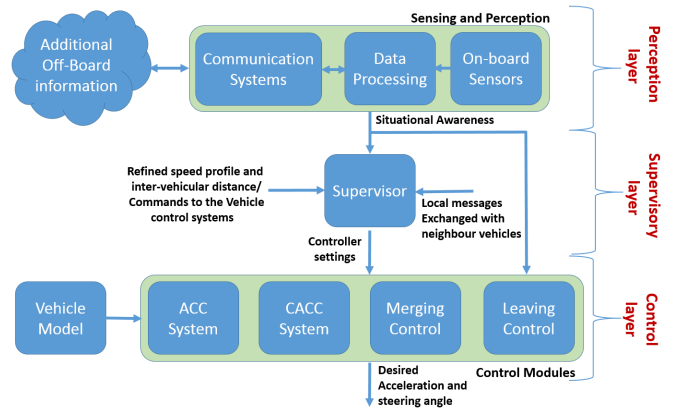 Sensing and Perception
Additional
Off-Board
information
Communication
Systems
Data
Processing
On-board
Sensors
Perception
layer
Situational Awareness
Refined speed profile and
inter-vehicular distance/
Commands to the Vehicle
control systems
Supervisor
Local messages
Exchanged with
neighbour vehicles
Supervisory
layer
Controller
settings
Vehicle
Model
ACC
System
CACC
System
Merging
Control
Leaving
Control
Control
layer
Control Modules
Desired
Acceleration and
steering angle